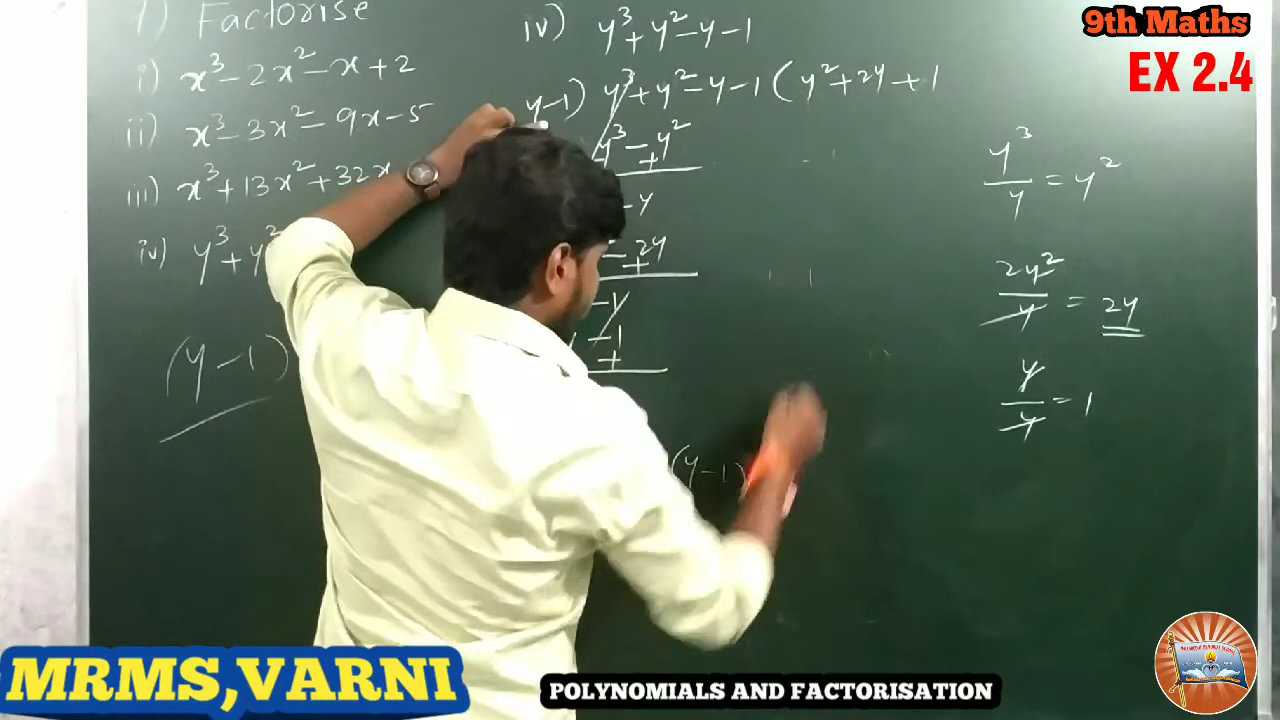 1) Factorise
i) x³-2x²-x+2
ii) x³-3x²-9x-5
iii) x³+13x²+32x
iv) y³+y²
(y-1)
iv) y³+y²-y-1
y-1) y³+y²-y-1 (y²+2y+1
y³-y²
+
-y
-2y
+
-y
-1
+
(y-1)
y³/y = y²
2y²/y = 2y
y/y = 1
9th Maths
EX 2.4
MRMS,VARNI
POLYNOMIALS AND FACTORISATION